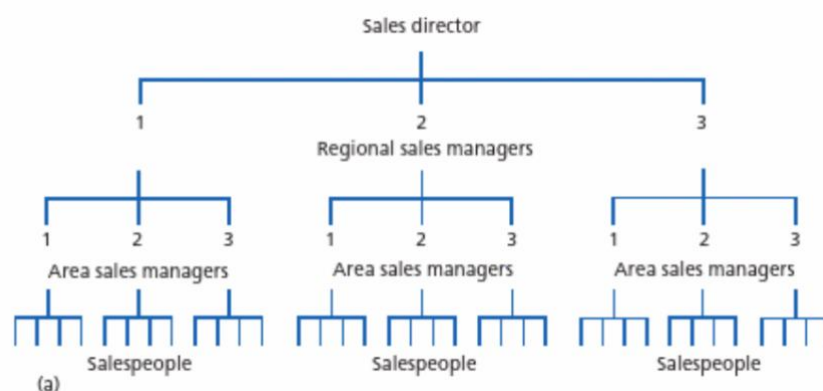 Sales director
1 2 3
Regional sales managers
1 2 3 1 2 3 1 2 3
Area sales managers Area sales managers Area sales managers
Salespeople Salespeople Salespeople
(a)